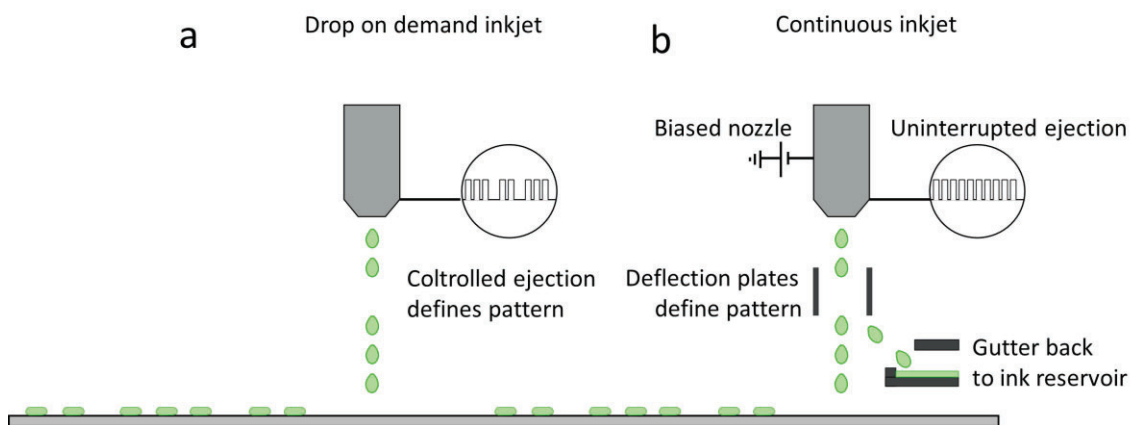 a
Drop on demand inkjet
b
Continuous inkjet
Biased nozzle
Uninterrupted ejection
Coltrolled ejection
defines pattern
Deflection plates
define pattern
Gutter back
to ink reservoir